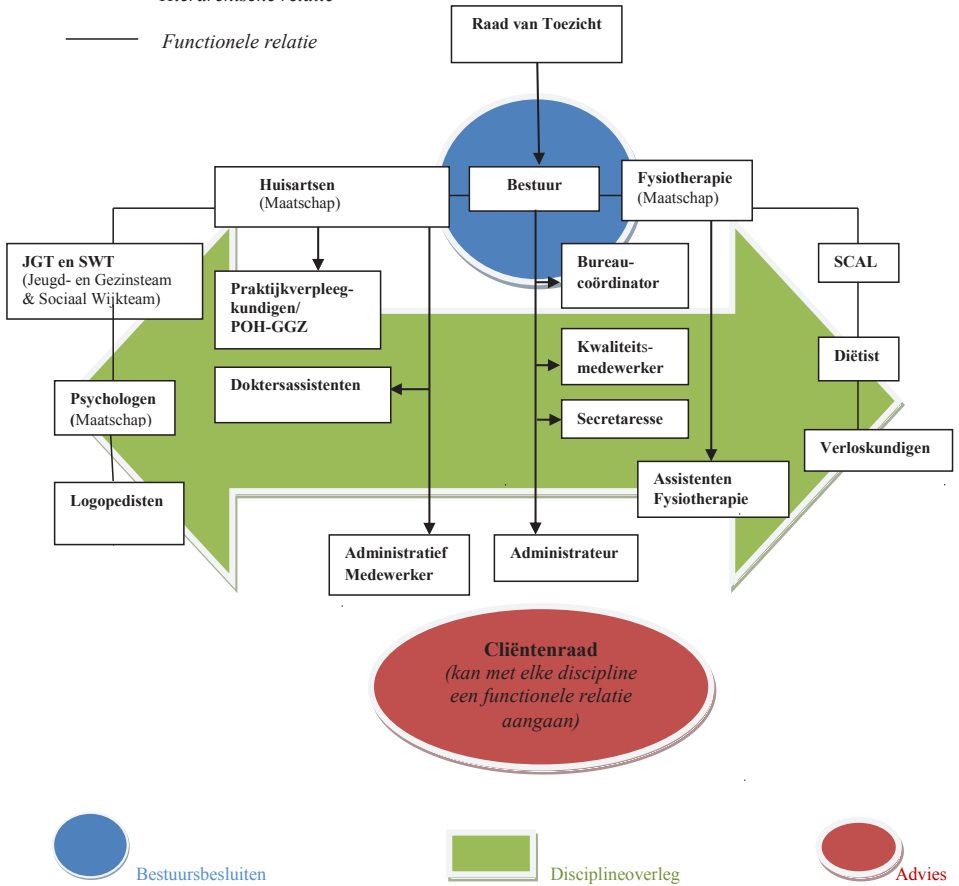 Hiërarchische relatie
Functionele relatie
Raad van Toezicht
Huisartsen
(Maatschap)
Bestuur
Fysiotherapie
(Maatschap)
JGT en SWT
(Jeugd- en Gezinsteam
& Sociaal Wijkteam)
Praktijkverpleeg-
kundigen/
POH-GGZ
Bureau-
coördinator
SCAL
Kwaliteits-
medewerker
Diëtist
Doktersassistenten
Psychologen
(Maatschap)
Secretaresse
Verloskundigen
Logopedisten
Assistenten
Fysiotherapie
Administratief
Medewerker
Administrateur
Cliëntenraad
(kan met elke discipline
een functionele relatie
aangaan)
Bestuursbesluiten
Disciplineoverleg
Advies